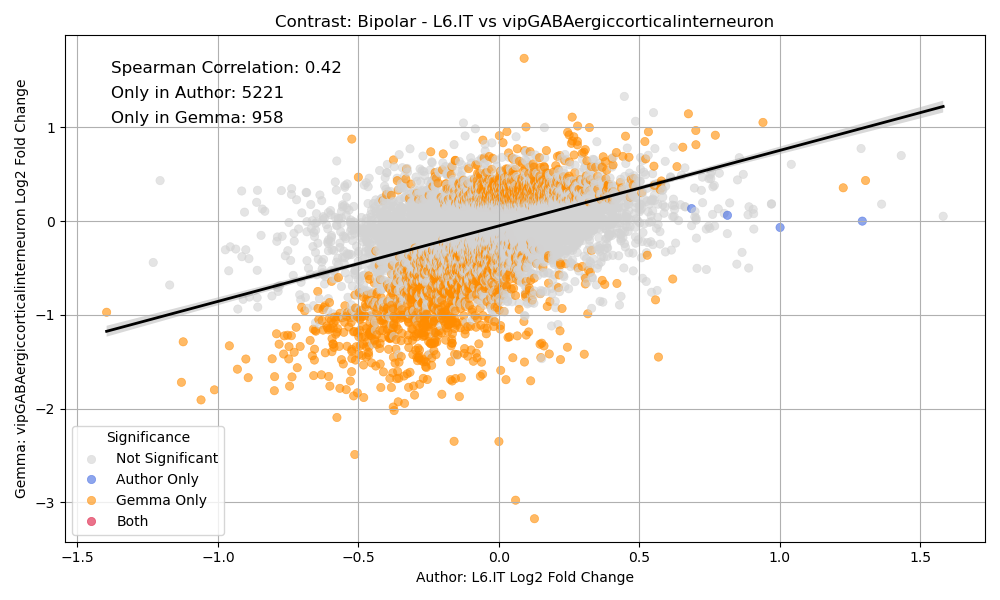 Contrast: Bipolar - L6.IT vs vipGABAergiccorticalinterneuron
Spearman Correlation: 0.42
Only in Author: 5221
Only in Gemma: 958
Gemma: vipGABAergiccorticalinterneuron Log2 Fold Change
1
0
−1
−2
−3
Significance
Not Significant
Author Only
Gemma Only
Both
−1.5
−1.0
−0.5
0.0
0.5
1.0
1.5
Author: L6.IT Log2 Fold Change